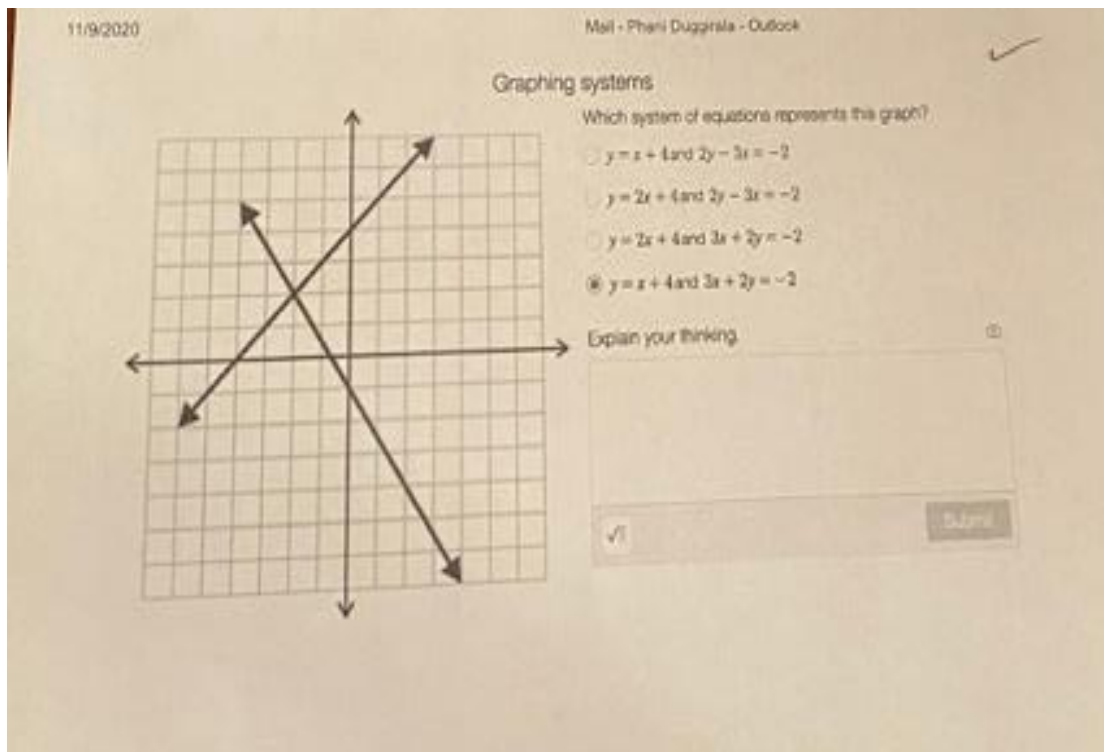 11/9/2020
Mail - Phani Duggirala - Outlook
Graphing systems
Which system of equations represents this graph?
y = x + 4 and 2y − 3x = −2
y = 2x + 4 and 2y − 3x = −2
y = 2x + 4 and 3x + 2y = −2
y = x + 4 and 3x + 2y = −2
Explain your thinking.
√
Submit